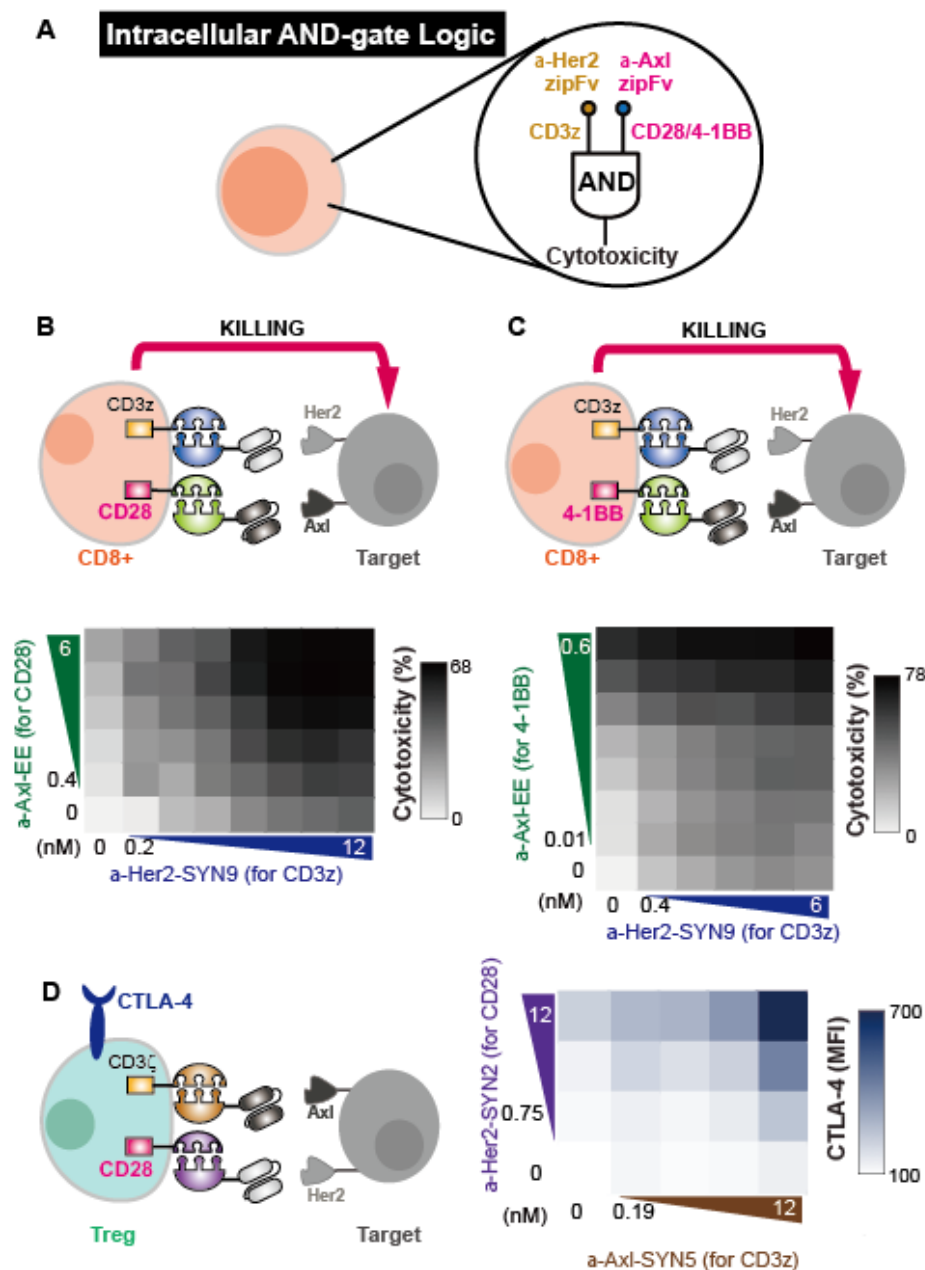 A
Intracellular AND-gate Logic
a-Her2 a-Axl
zipFv zipFv
CD3z CD28/4-1BB
AND
Cytotoxicity
B
KILLING
CD3z
Her2
CD28
Axl
CD8+
Target
a-Axl-EE (for CD28)
6
0.4
0
(nM)
0 0.2 12
a-Her2-SYN9 (for CD3z)
Cytotoxicity (%)
68
0
C
KILLING
CD3z
Her2
4-1BB
Axl
CD8+
Target
a-Axl-EE (for 4-1BB)
0.6
0.01
0
(nM)
0 0.4 6
a-Her2-SYN9 (for CD3z)
Cytotoxicity (%)
78
0
D
CTLA-4
CD3ζ
Axl
CD28
Her2
Treg
Target
a-Her2-SYN2 (for CD28)
12
0.75
0
(nM)
0 0.19 12
a-Axl-SYN5 (for CD3z)
CTLA-4 (MFI)
700
100